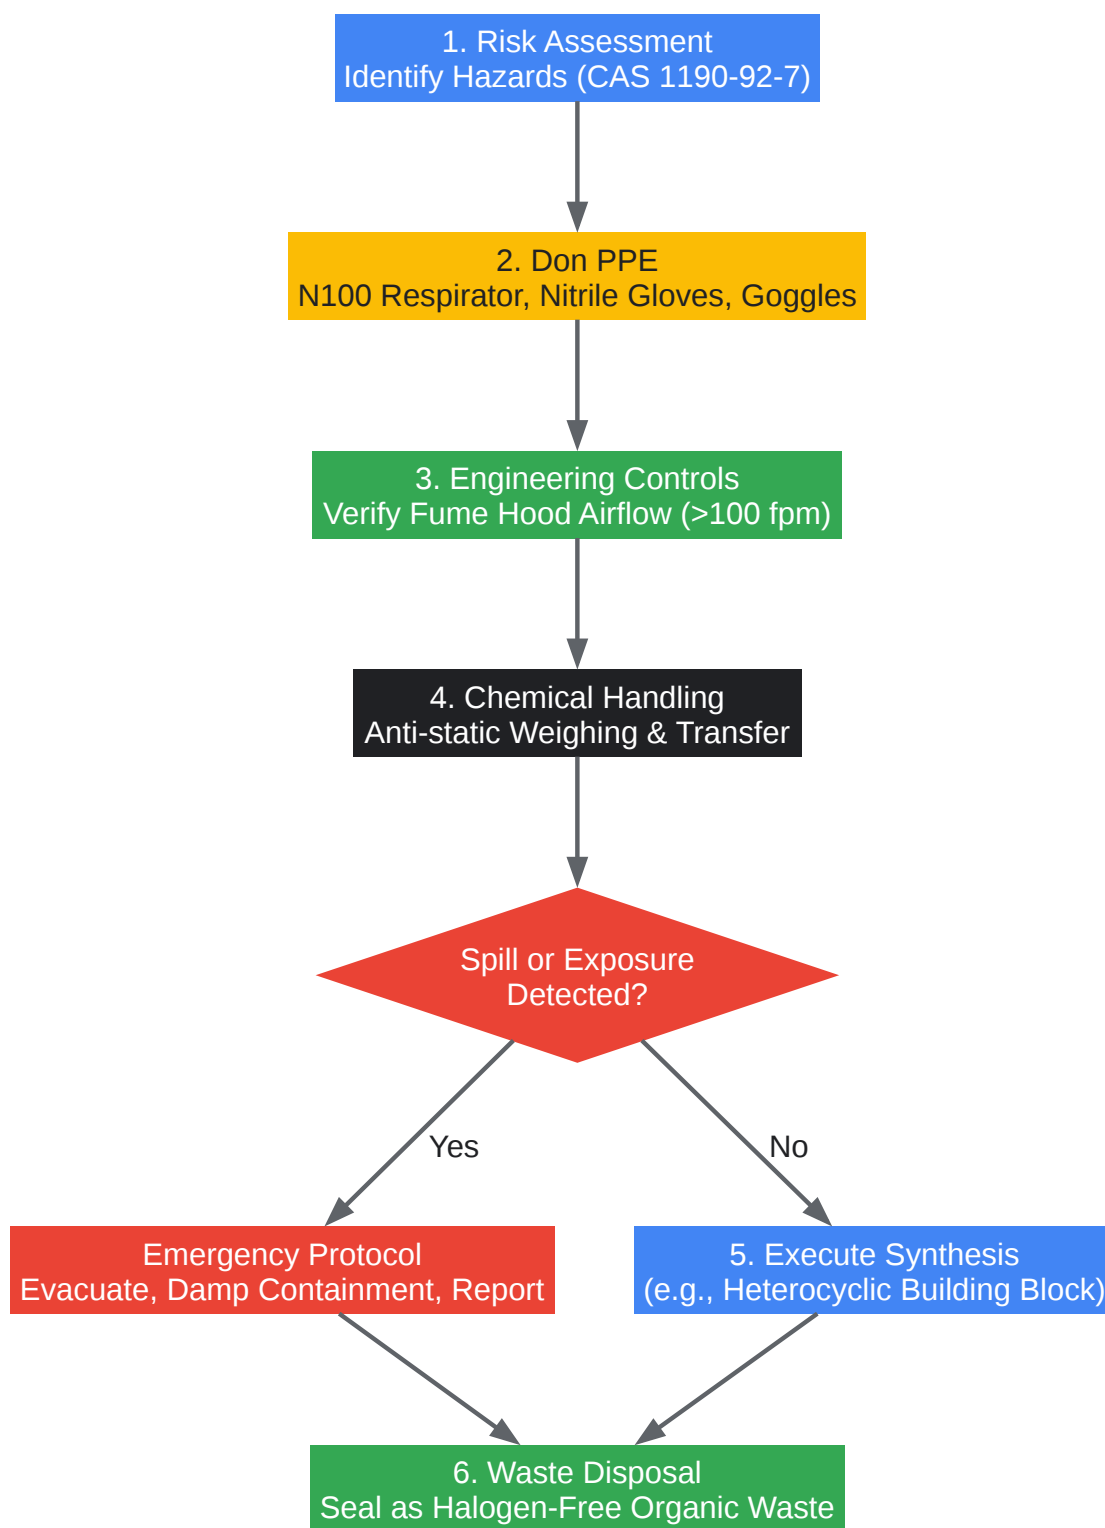 1. Risk Assessment
Identify Hazards (CAS 1190-92-7)
2. Don PPE
N100 Respirator, Nitrile Gloves, Goggles
3. Engineering Controls
Verify Fume Hood Airflow (>100 fpm)
4. Chemical Handling
Anti-static Weighing & Transfer
Spill or Exposure
Detected?
Yes
No
Emergency Protocol
Evacuate, Damp Containment, Report
5. Execute Synthesis
(e.g., Heterocyclic Building Block)
6. Waste Disposal
Seal as Halogen-Free Organic Waste